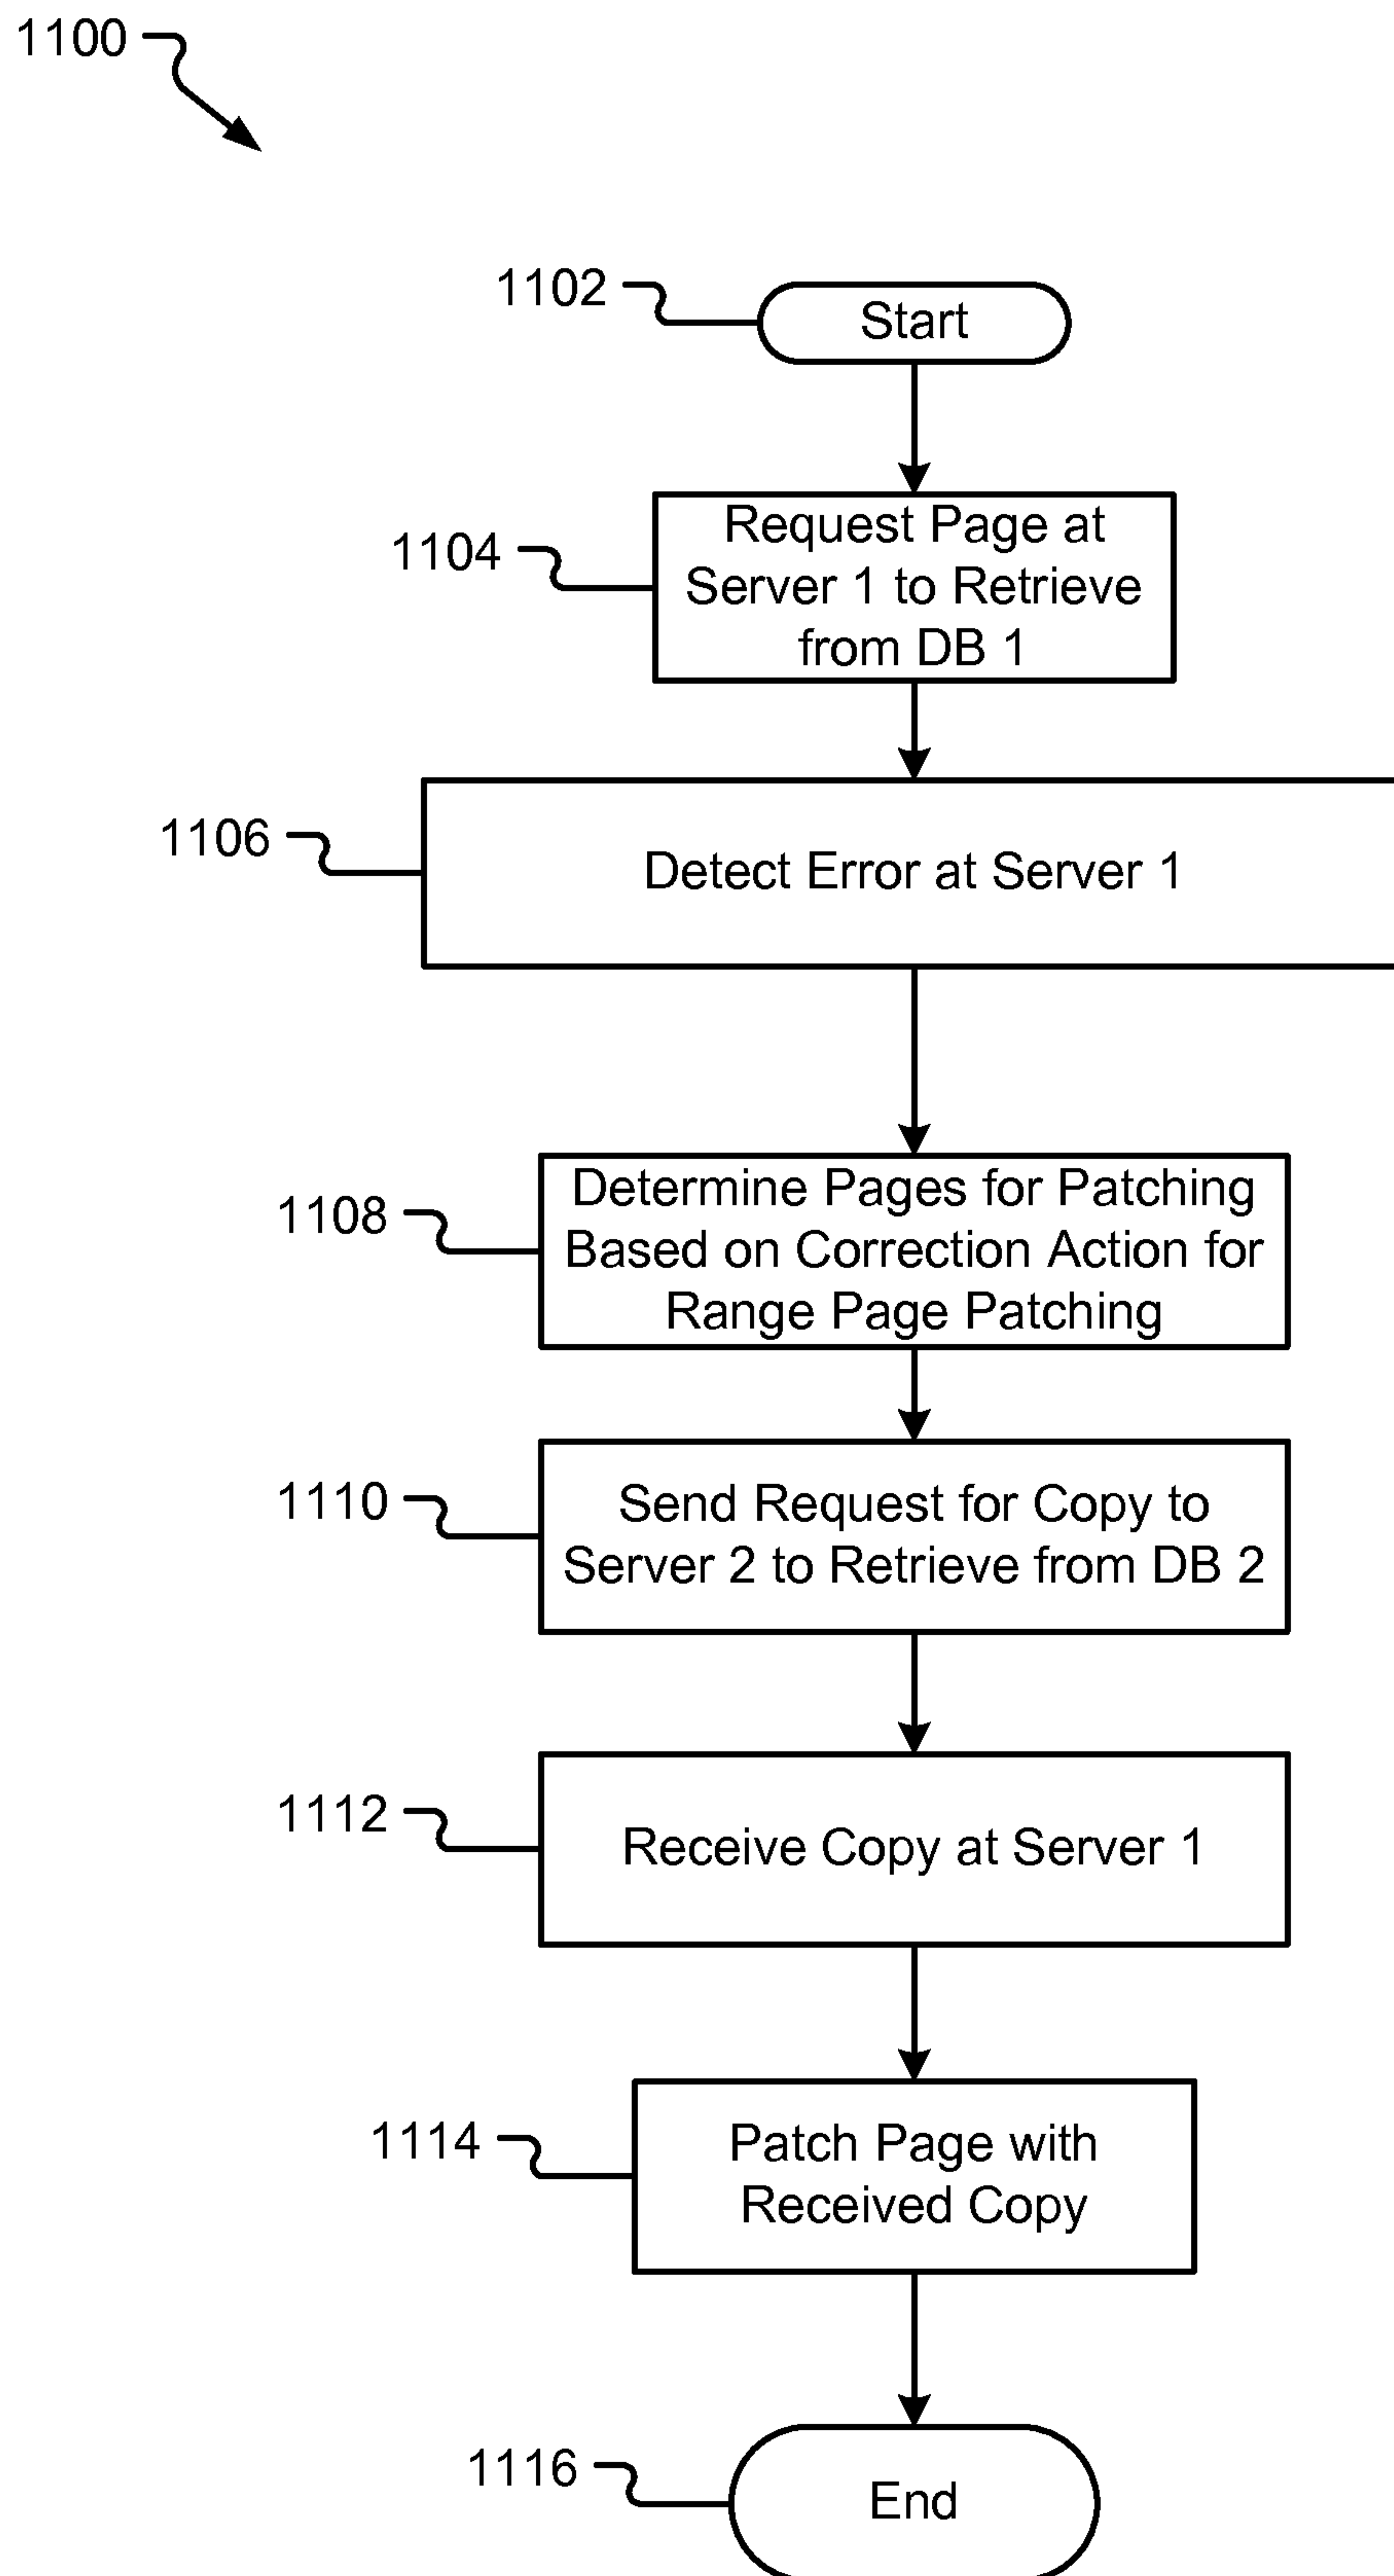 1100
1102
Start
1104
Request Page at
Server 1 to Retrieve
from DB 1
1106
Detect Error at Server 1
1108
Determine Pages for Patching
Based on Correction Action for
Range Page Patching
1110
Send Request for Copy to
Server 2 to Retrieve from DB 2
1112
Receive Copy at Server 1
1114
Patch Page with
Received Copy
1116
End